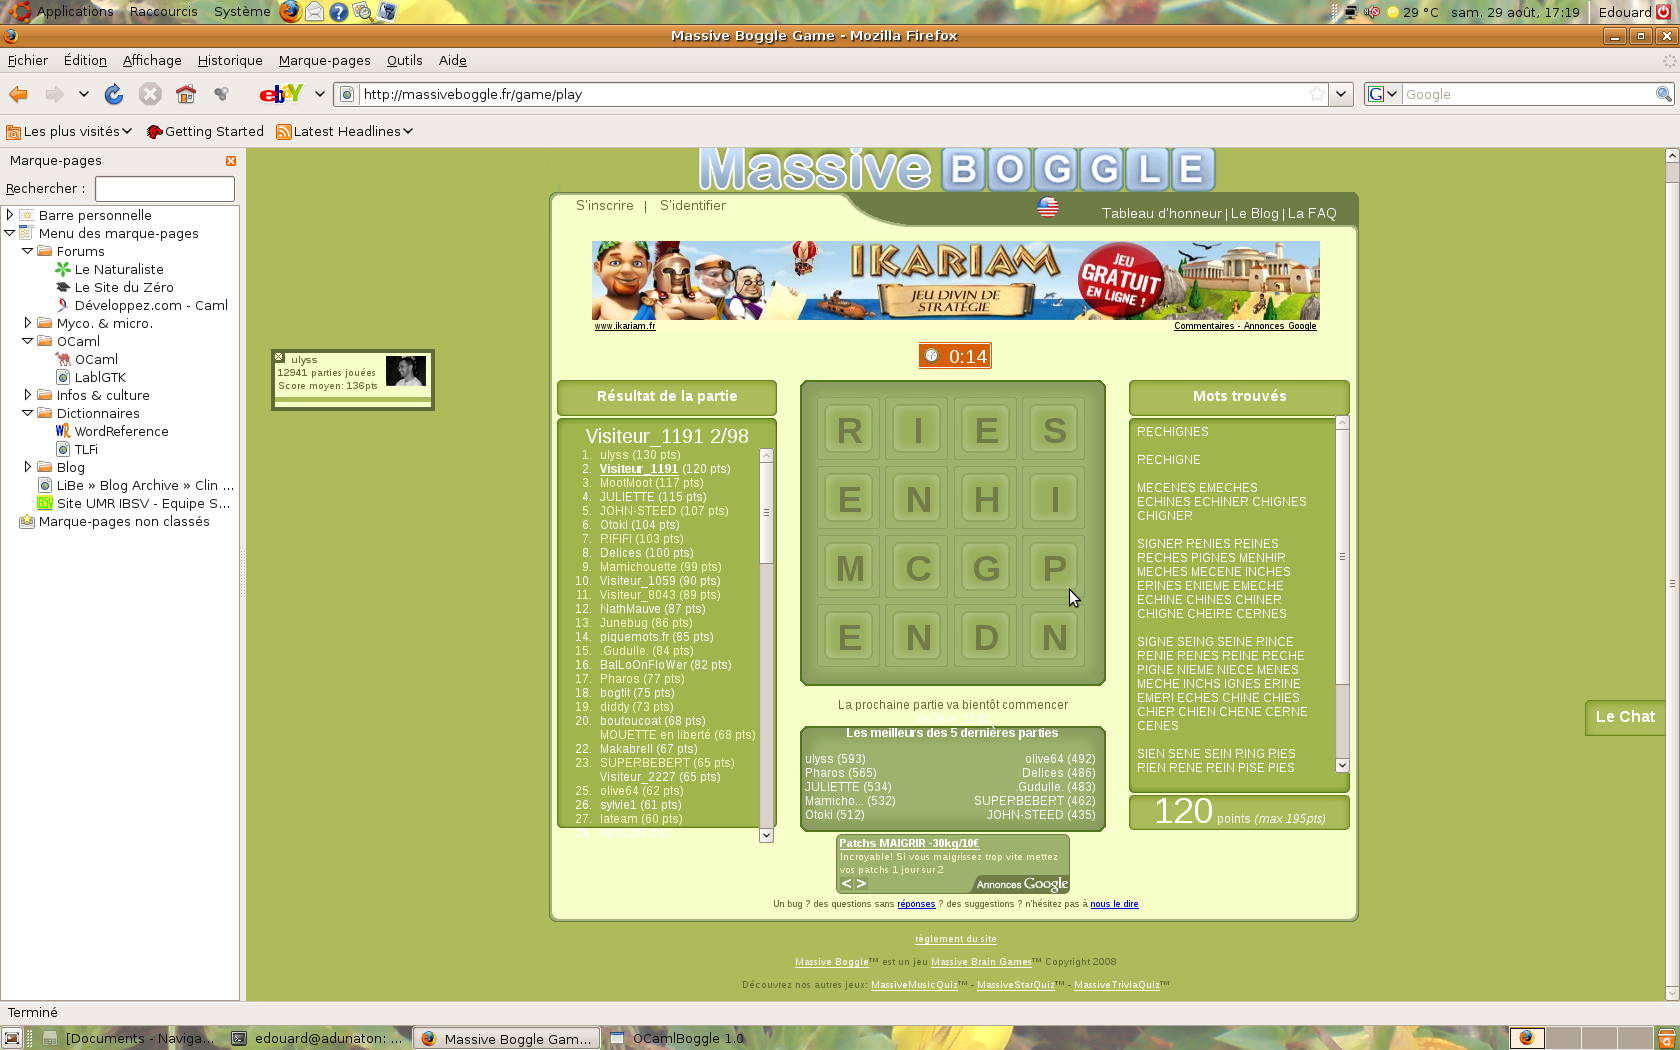 Applications Raccourcis Système 29 °C sam. 29 août, 17:19 Edouard
Massive Boggle Game - Mozilla Firefox
Fichier Édition Affichage Historique Marque-pages Outils Aide
ebY http://massiveboggle.fr/game/play G Google
Les plus visités Getting Started Latest Headlines
Marque-pages
Rechercher :
Barre personnelle
Menu des marque-pages
Forums
Le Naturaliste
Le Site du Zéro
Développez.com - Caml
Myco. & micro.
OCaml
OCaml
LablGTK
Infos & culture
Dictionnaires
WordReference
TLFi
Blog
LiBe » Blog Archive » Clin ...
Site UMR IBSV - Equipe S...
Marque-pages non classés
ulyss
12941 parties jouées
Score moyen: 136pts
Massive BOGGLE
S'inscrire | S'identifier
Tableau d'honneur | Le Blog | La FAQ
IKARIAM
JEU DIVIN DE
STRATÉGIE
JEU
GRATUIT
EN LIGNE !
www.ikariam.fr
Commentaires - Annonces Google
0:14
Résultat de la partie
Visiteur_1191 2/98
1. ulyss (130 pts)
2. Visiteur_1191 (120 pts)
3. MootMoot (117 pts)
4. JULIETTE (115 pts)
5. JOHN-STEED (107 pts)
6. Otoki (104 pts)
7. RIFIFI (103 pts)
8. Delices (100 pts)
9. Mamichouette (99 pts)
10. Visiteur_1059 (90 pts)
11. Visiteur_8043 (89 pts)
12. NathMauve (87 pts)
13. Junebug (86 pts)
14. piquemots.fr (85 pts)
15. .Gudulle. (84 pts)
16. BalLoOnFloWer (82 pts)
17. Pharos (77 pts)
18. bogtit (75 pts)
19. diddy (73 pts)
20. boutoucoat (68 pts)
MOUETTE en liberté (68 pts)
22. Makabrell (67 pts)
23. SUPERBEBERT (65 pts)
Visiteur_2227 (65 pts)
25. olive64 (62 pts)
26. sylvie1 (61 pts)
27. lateam (60 pts)
R I E S
E N H I
M C G P
E N D N
La prochaine partie va bientôt commencer
Les meilleurs des 5 dernières parties
ulyss (593) olive64 (492)
Pharos (565) Delices (486)
JULIETTE (534) .Gudulle. (483)
Mamicho... (532) SUPERBEBERT (462)
Otoki (512) JOHN-STEED (435)
Patchs MAIGRIR -30kg/10€
Incroyable! Si vous maigrissez trop vite mettez
vos patchs 1 jour sur 2
< > Annonces Google
Mots trouvés
RECHIGNES
RECHIGNE
MECENES EMECHES
ECHINES ECHINER CHIGNES
CHIGNER
SIGNER RENIES REINES
RECHES PIGNES MENHIR
MECHES MECENE INCHES
ERINES ENIEME EMECHE
ECHINE CHINES CHINER
CHIGNE CHEIRE CERNES
SIGNE SEING SEINE RINCE
RENIE RENES REINE RECHE
PIGNE NIEME NIECE MENES
MECHE INCHS IGNES ERINE
EMERI ECHES CHINE CHIES
CHIER CHIEN CHENE CERNE
CENES
SIEN SENE SEIN RING RIES
RIEN RENE REIN PISE PIES
120 points (max 195pts)
Le Chat
Un bug ? des questions sans réponses ? des suggestions ? n'hésitez pas à nous le dire
règlement du site
Massive Boggle™ est un jeu Massive Brain Games™ Copyright 2008
Découvrez nos autres jeux: MassiveMusicQuiz™ - MassiveStarQuiz™ - MassiveTriviaQuiz™
Terminé
[Documents - Naviga... edouard@adunaton: ... Massive Boggle Gam... OCamlBoggle 1.0